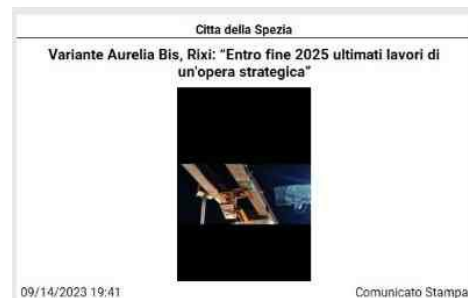 Citta della Spezia
Variante Aurelia Bis, Rixi: "Entro fine 2025 ultimati lavori di
un'opera strategica"
09/14/2023 19:41
Comunicato Stampa